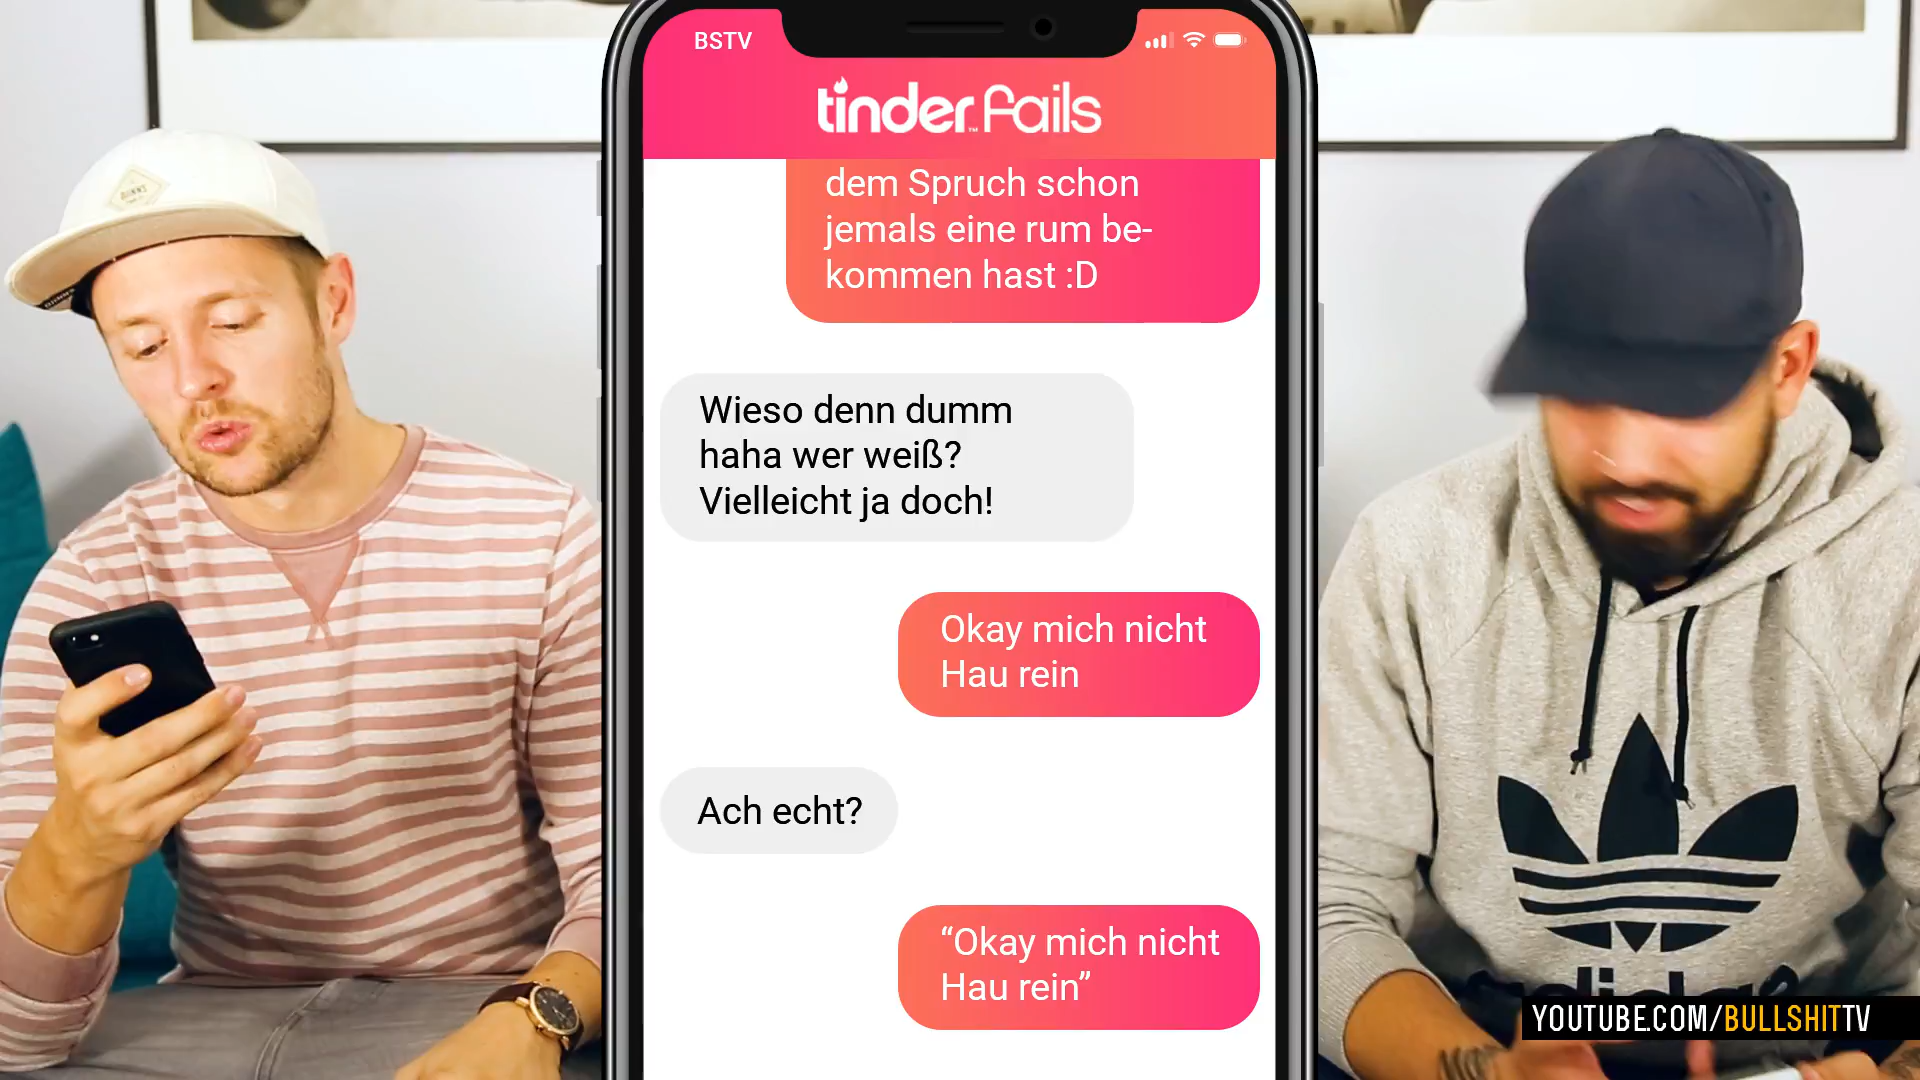 BSTV
tinder.fails
dem Spruch schon
jemals eine rum be-
kommen hast :D
Wieso denn dumm
haha wer weiß?
Vielleicht ja doch!
Okay mich nicht
Hau rein
Ach echt?
“Okay mich nicht
Hau rein”
YOUTUBE.COM/BULLSHITTV